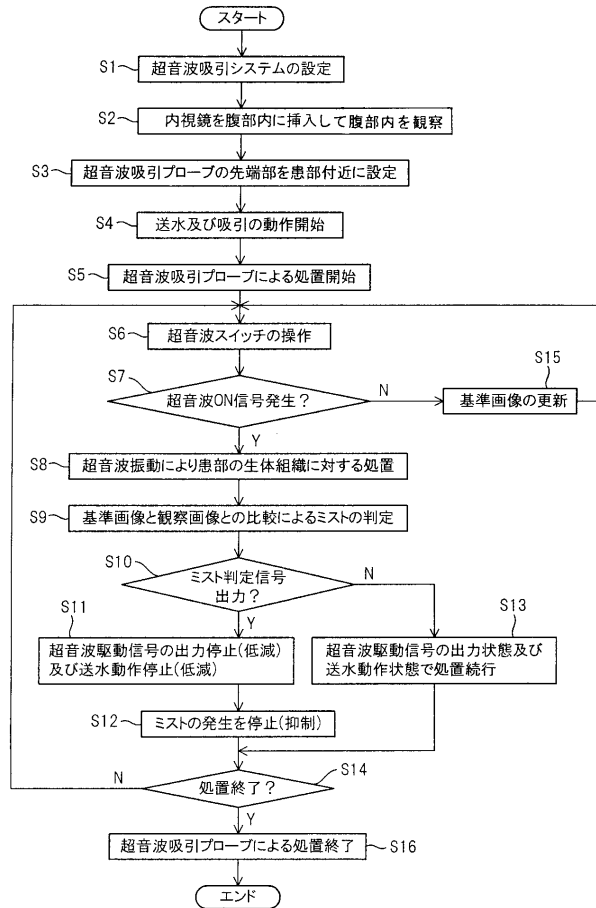 スタート
S1
超音波吸引システムの設定
S2
内視鏡を腹部内に挿入して腹部内を観察
S3
超音波吸引プローブの先端部を患部付近に設定
S4
送水及び吸引の動作開始
S5
超音波吸引プローブによる処置開始
S6
超音波スイッチの操作
S7
超音波ON信号発生?
N
S15
基準画像の更新
Y
S8
超音波振動により患部の生体組織に対する処置
S9
基準画像と観察画像との比較によるミストの判定
S10
ミスト判定信号
出力?
N
Y
S11
超音波駆動信号の出力停止(低減)
及び送水動作停止(低減)
S13
超音波駆動信号の出力状態及び
送水動作状態で処置続行
S12
ミストの発生を停止(抑制)
S14
処置終了?
N
Y
超音波吸引プローブによる処置終了
S16
エンド